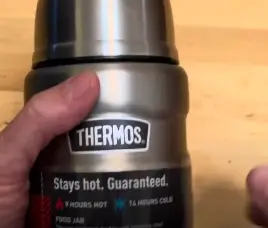 THERMOS.
Stays hot. Guaranteed.
9 HOURS HOT 14 HOURS COLD
FOOD JAR